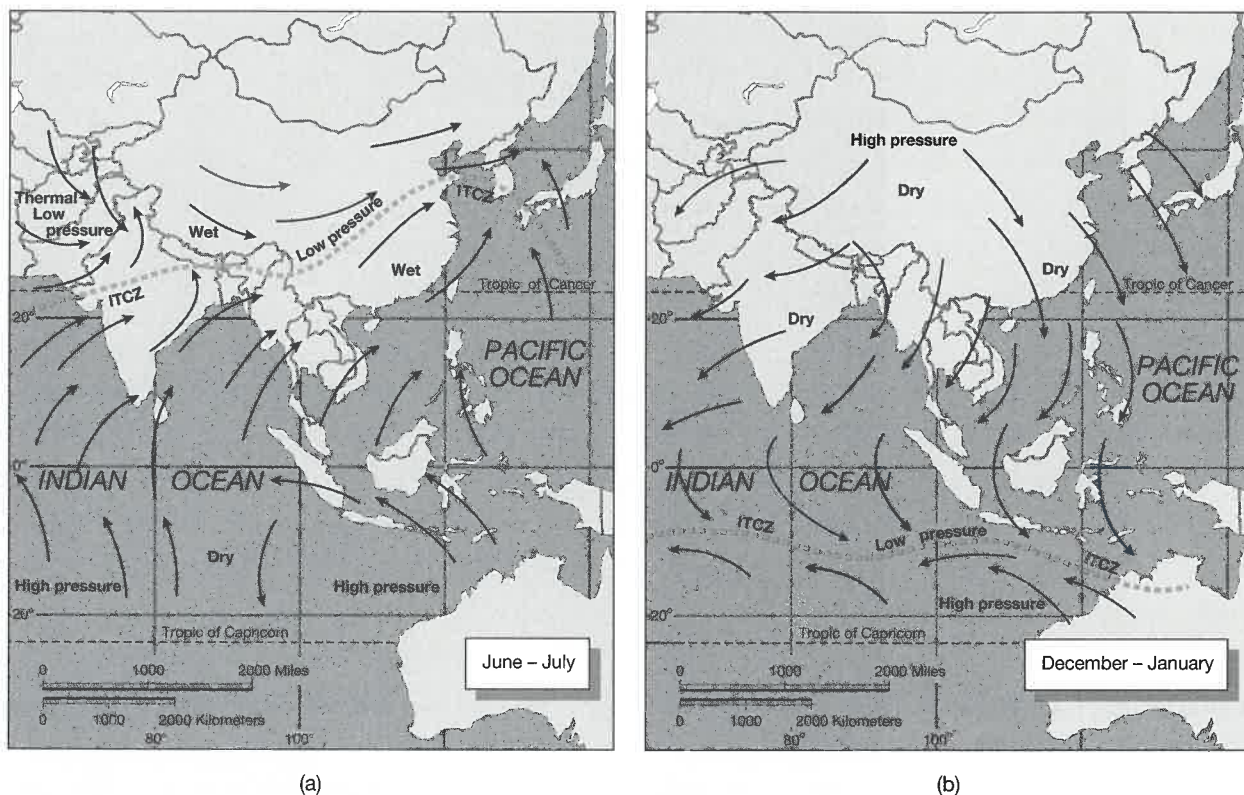 Thermal
Low
pressure
Wet
Low pressure
ITCZ
Wet
ITCZ
Tropic of Cancer
20°
PACIFIC
OCEAN
0°
INDIAN OCEAN
Dry
High pressure
High pressure
20°
Tropic of Capricorn
0 1000 2000 Miles
0 1000 2000 Kilometers
June – July
80° 100°
(a)
High pressure
Dry
Dry
Tropic of Cancer
20°
Dry
PACIFIC
OCEAN
0°
INDIAN OCEAN
ITCZ
Low pressure
ITCZ
High pressure
20°
Tropic of Capricorn
0 1000 2000 Miles
0 1000 2000 Kilometers
December – January
80° 100°
(b)